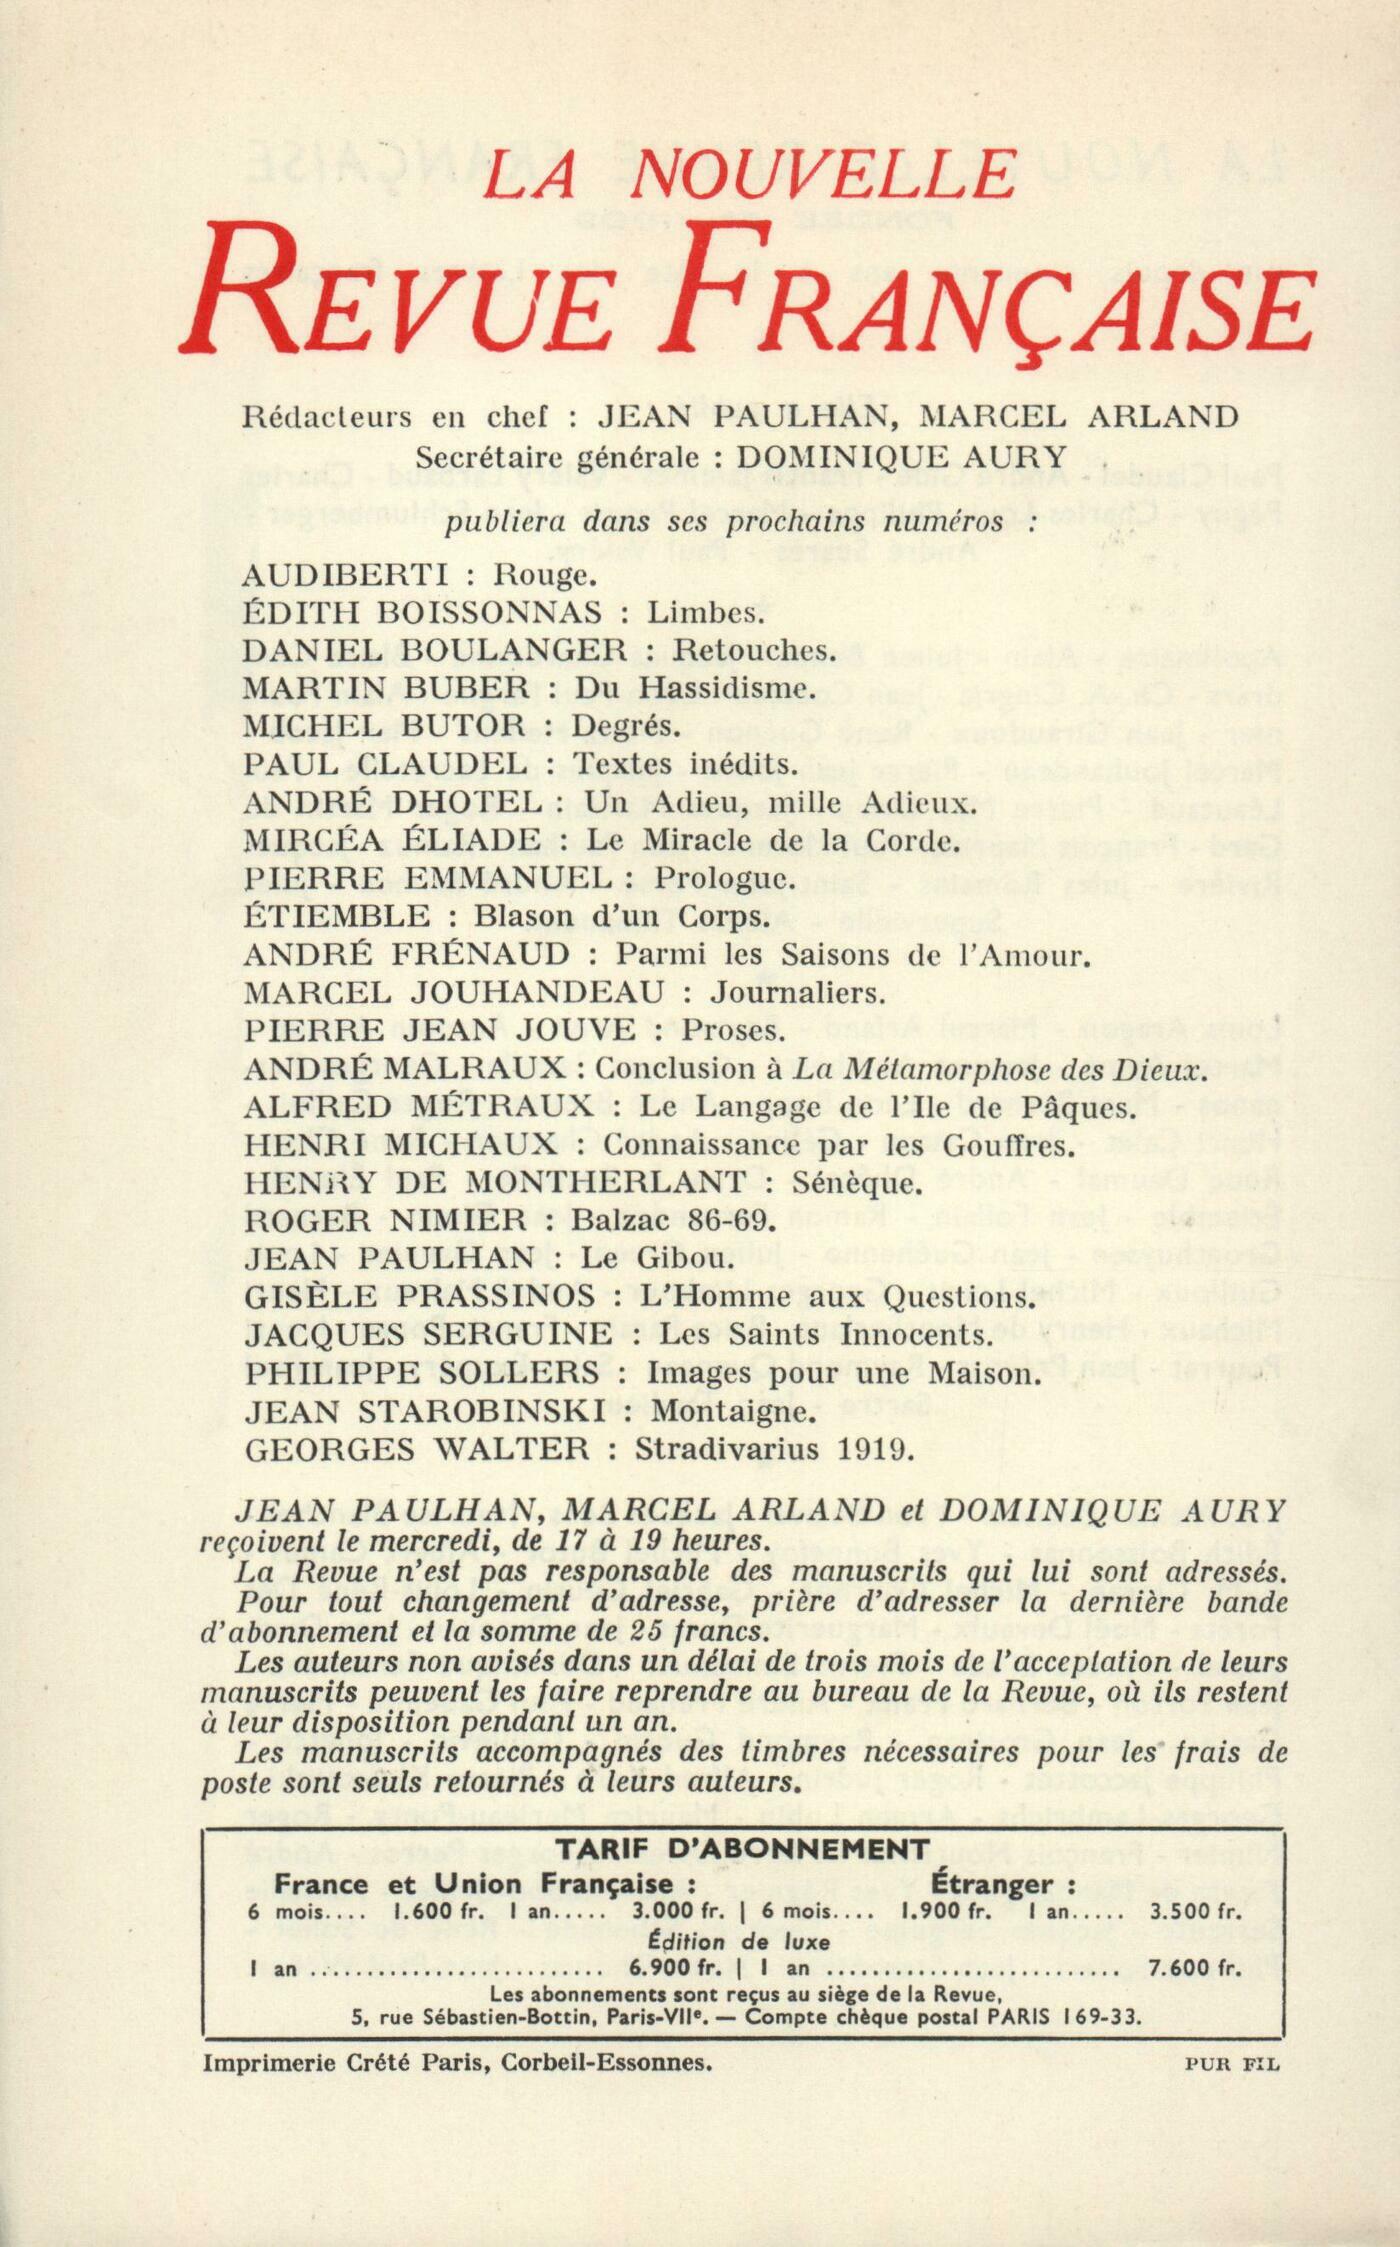 LA NOUVELLE
REVUE FRANÇAISE
Rédacteurs en chef : JEAN PAULHAN, MARCEL ARLAND
Secrétaire générale : DOMINIQUE AURY
publiera dans ses prochains numéros :
AUDIBERTI : Rouge.
ÉDITH BOISSONNAS : Limbes.
DANIEL BOULANGER : Retouches.
MARTIN BUBER : Du Hassidisme.
MICHEL BUTOR : Degrés.
PAUL CLAUDEL : Textes inédits.
ANDRÉ DHOTEL : Un Adieu, mille Adieux.
MIRCÉA ÉLIADE : Le Miracle de la Corde.
PIERRE EMMANUEL : Prologue.
ÉTIEMBLE : Blason d'un Corps.
ANDRÉ FRÉNAUD : Parmi les Saisons de l'Amour.
MARCEL JOUHANDEAU : Journaliers.
PIERRE JEAN JOUVE : Proses.
ANDRÉ MALRAUX : Conclusion à La Métamorphose des Dieux.
ALFRED MÉTRAUX : Le Langage de l'Ile de Pâques.
HENRI MICHAUX : Connaissance par les Gouffres.
HENRY DE MONTHERLANT : Sénèque.
ROGER NIMIER : Balzac 86-69.
JEAN PAULHAN : Le Gibou.
GISÈLE PRASSINOS : L'Homme aux Questions.
JACQUES SERGUINE : Les Saints Innocents.
PHILIPPE SOLLERS : Images pour une Maison.
JEAN STAROBINSKI : Montaigne.
GEORGES WALTER : Stradivarius 1919.
JEAN PAULHAN, MARCEL ARLAND et DOMINIQUE AURY
reçoivent le mercredi, de 17 à 19 heures.
La Revue n'est pas responsable des manuscrits qui lui sont adressés.
Pour tout changement d'adresse, prière d'adresser la dernière bande
d'abonnement et la somme de 25 francs.
Les auteurs non avisés dans un délai de trois mois de l'acceptation de leurs
manuscrits peuvent les faire reprendre au bureau de la Revue, où ils restent
à leur disposition pendant un an.
Les manuscrits accompagnés des timbres nécessaires pour les frais de
poste sont seuls retournés à leurs auteurs.
TARIF D'ABONNEMENT
France et Union Française : Étranger :
6 mois.... 1.600 fr. 1 an..... 3.000 fr. | 6 mois.... 1.900 fr. 1 an..... 3.500 fr.
Édition de luxe
1 an .......................... 6.900 fr. | 1 an .......................... 7.600 fr.
Les abonnements sont reçus au siège de la Revue,
5, rue Sébastien-Bottin, Paris-VIIe. — Compte chèque postal PARIS 169-33.
Imprimerie Crété Paris, Corbeil-Essonnes. PUR FIL